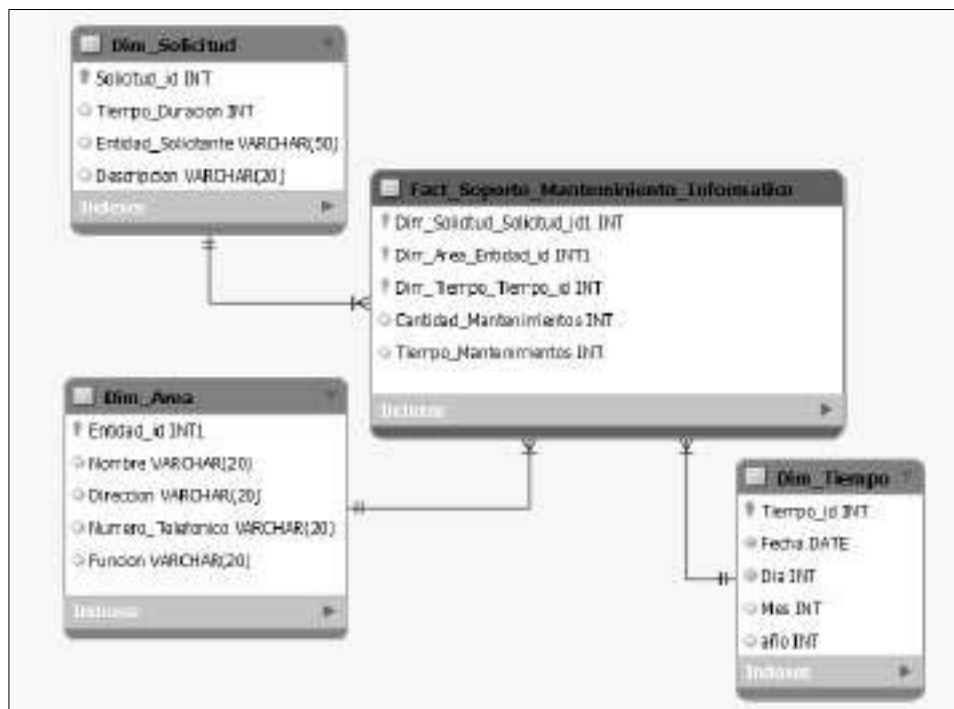 Dim_Solicitud
Solicitud_id INT
Tiempo_Duracion INT
Entidad_Solicitante VARCHAR(50)
Descripcion VARCHAR(20)
Indexes
Fact_Soporte_Mantenimiento_Informatico
Dim_Solicitud_Solicitud_id1 INT
Dim_Area_Entidad_id INT1
Dim_Tiempo_Tiempo_id INT
Cantidad_Mantenimientos INT
Tiempo_Mantenimientos INT
Indexes
Dim_Area
Entidad_id INT1
Nombre VARCHAR(20)
Direccion VARCHAR(20)
Numero_Telefonico VARCHAR(20)
Funcion VARCHAR(20)
Indexes
Dim_Tiempo
Tiempo_id INT
Fecha DATE
Dia INT
Mes INT
año INT
Indexes